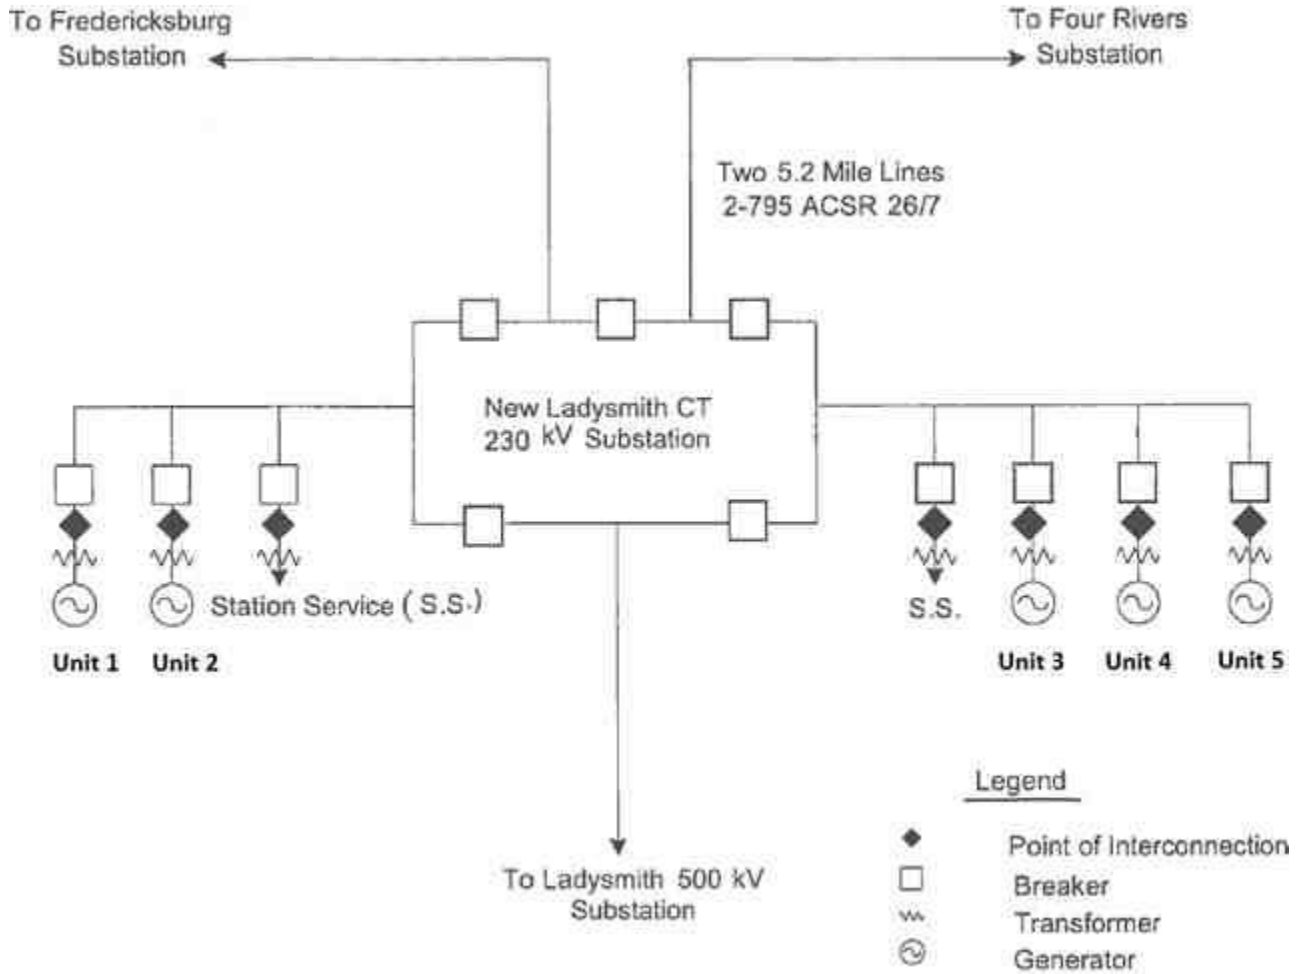 To Fredericksburg
Substation
To Four Rivers
Substation
Two 5.2 Mile Lines
2-795 ACSR 26/7
New Ladysmith CT
230 kV Substation
Station Service (S.S.)
S.S.
Unit 1
Unit 2
Unit 3
Unit 4
Unit 5
To Ladysmith 500 kV
Substation
Legend
Point of Interconnection
Breaker
Transformer
Generator